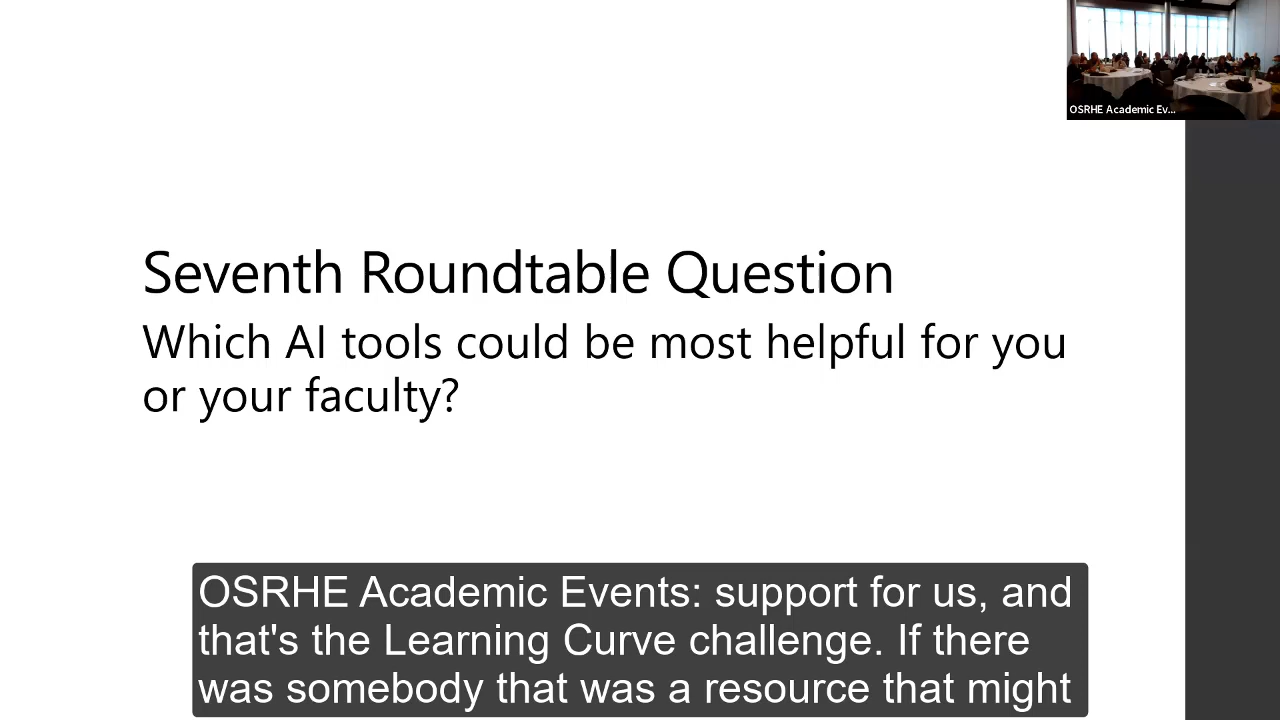 OSRHE Academic Ev...
Seventh Roundtable Question
Which AI tools could be most helpful for you
or your faculty?
OSRHE Academic Events: support for us, and
that's the Learning Curve challenge. If there
was somebody that was a resource that might